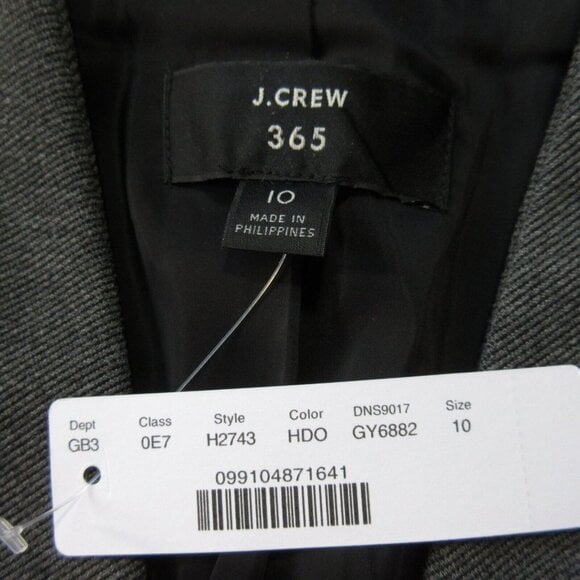 J.CREW
365
10
MADE IN
PHILIPPINES
Dept Class Style Color DNS9017 Size
GB3 0E7 H2743 HDO GY6882 10
099104871641